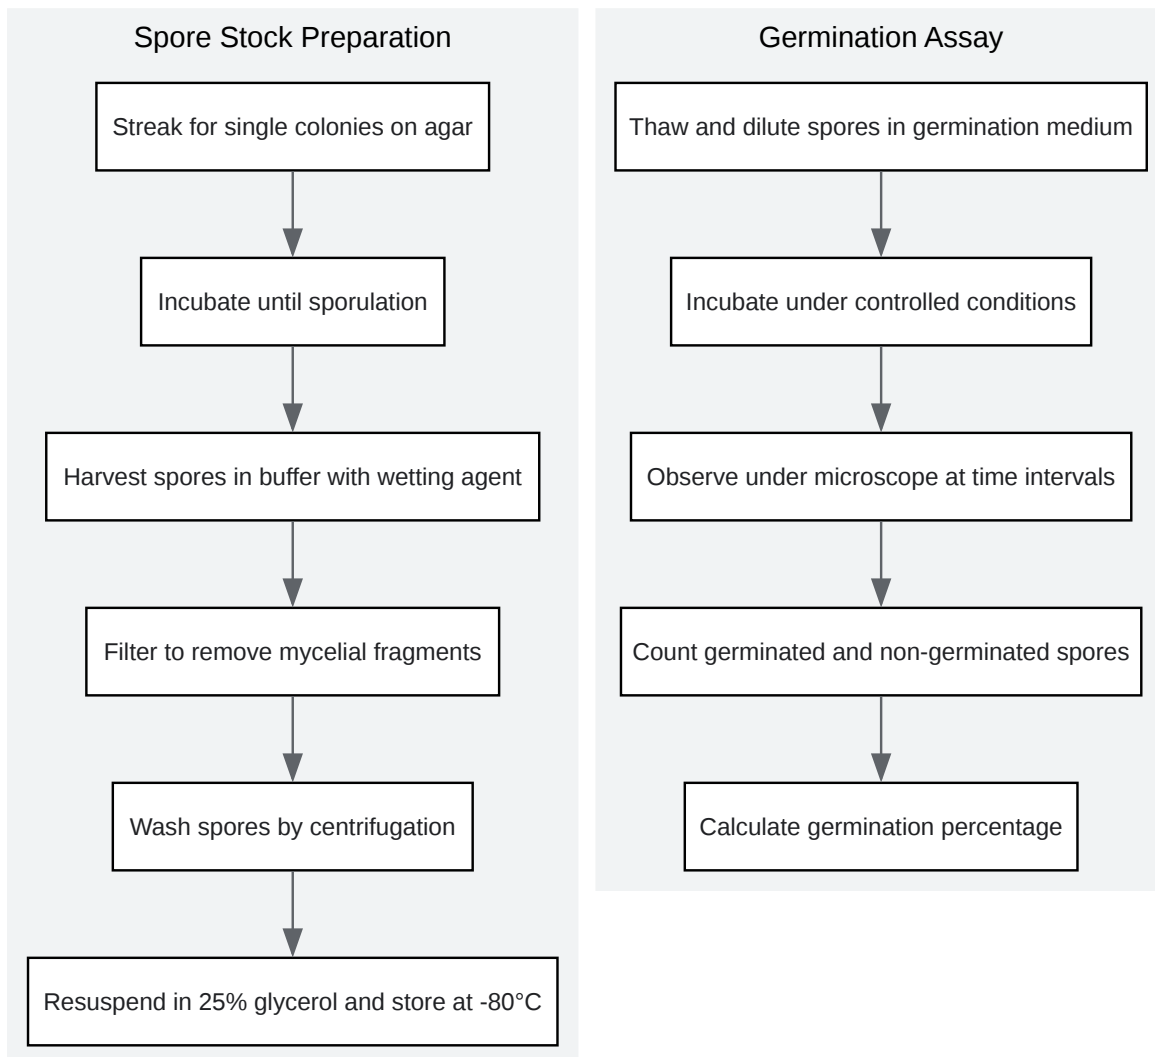 Spore Stock Preparation
Streak for single colonies on agar
Incubate until sporulation
Harvest spores in buffer with wetting agent
Filter to remove mycelial fragments
Wash spores by centrifugation
Resuspend in 25% glycerol and store at -80°C
Germination Assay
Thaw and dilute spores in germination medium
Incubate under controlled conditions
Observe under microscope at time intervals
Count germinated and non-germinated spores
Calculate germination percentage